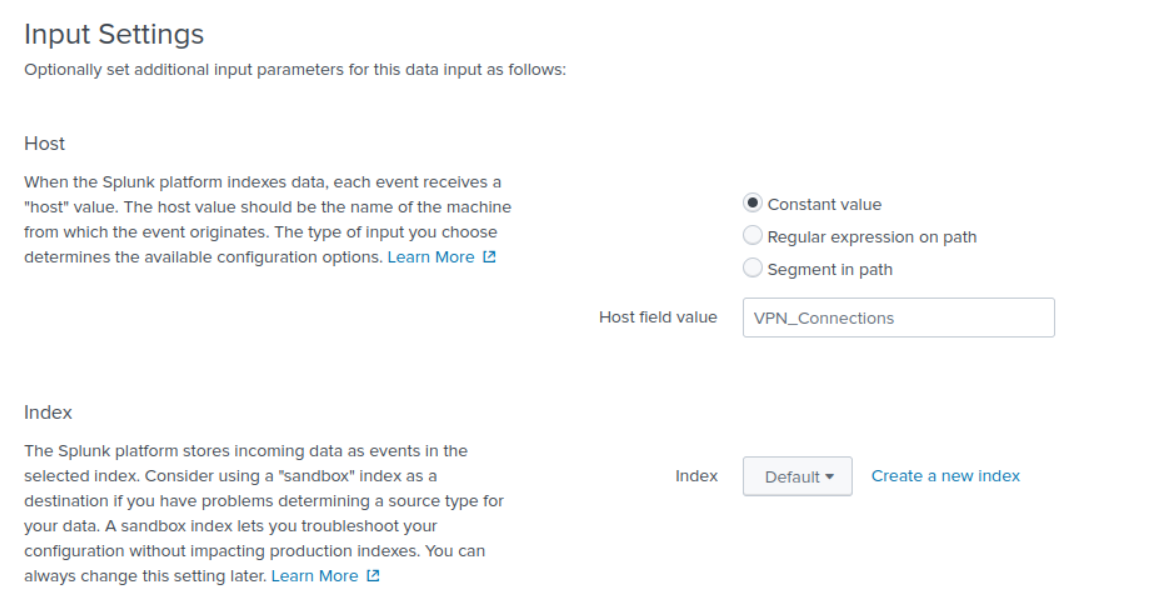 Input Settings
Optionally set additional input parameters for this data input as follows:
Host
When the Splunk platform indexes data, each event receives a
"host" value. The host value should be the name of the machine
from which the event originates. The type of input you choose
determines the available configuration options. Learn More
Constant value
Regular expression on path
Segment in path
Host field value
VPN_Connections
Index
The Splunk platform stores incoming data as events in the
selected index. Consider using a "sandbox" index as a
destination if you have problems determining a source type for
your data. A sandbox index lets you troubleshoot your
configuration without impacting production indexes. You can
always change this setting later. Learn More
Index
Default
Create a new index